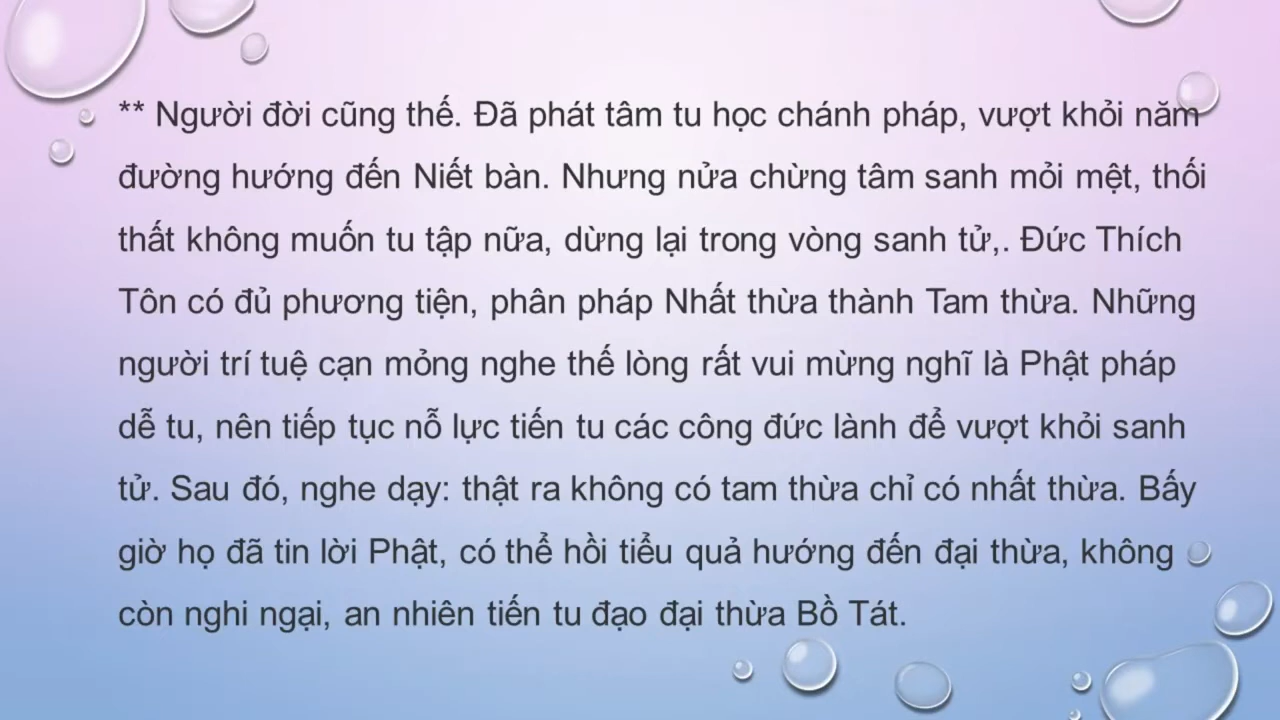 ** Người đời cũng thế. Đã phát tâm tu học chánh pháp, vượt khỏi năm
đường hướng đến Niết bàn. Nhưng nửa chừng tâm sanh mỏi mệt, thối
thất không muốn tu tập nữa, dừng lại trong vòng sanh tử,. Đức Thích
Tôn có đủ phương tiện, phân pháp Nhất thừa thành Tam thừa. Những
người trí tuệ cạn mỏng nghe thế lòng rất vui mừng nghĩ là Phật pháp
dễ tu, nên tiếp tục nỗ lực tiến tu các công đức lành để vượt khỏi sanh
tử. Sau đó, nghe dạy: thật ra không có tam thừa chỉ có nhất thừa. Bấy
giờ họ đã tin lời Phật, có thể hồi tiểu quả hướng đến đại thừa, không
còn nghi ngại, an nhiên tiến tu đạo đại thừa Bồ Tát.